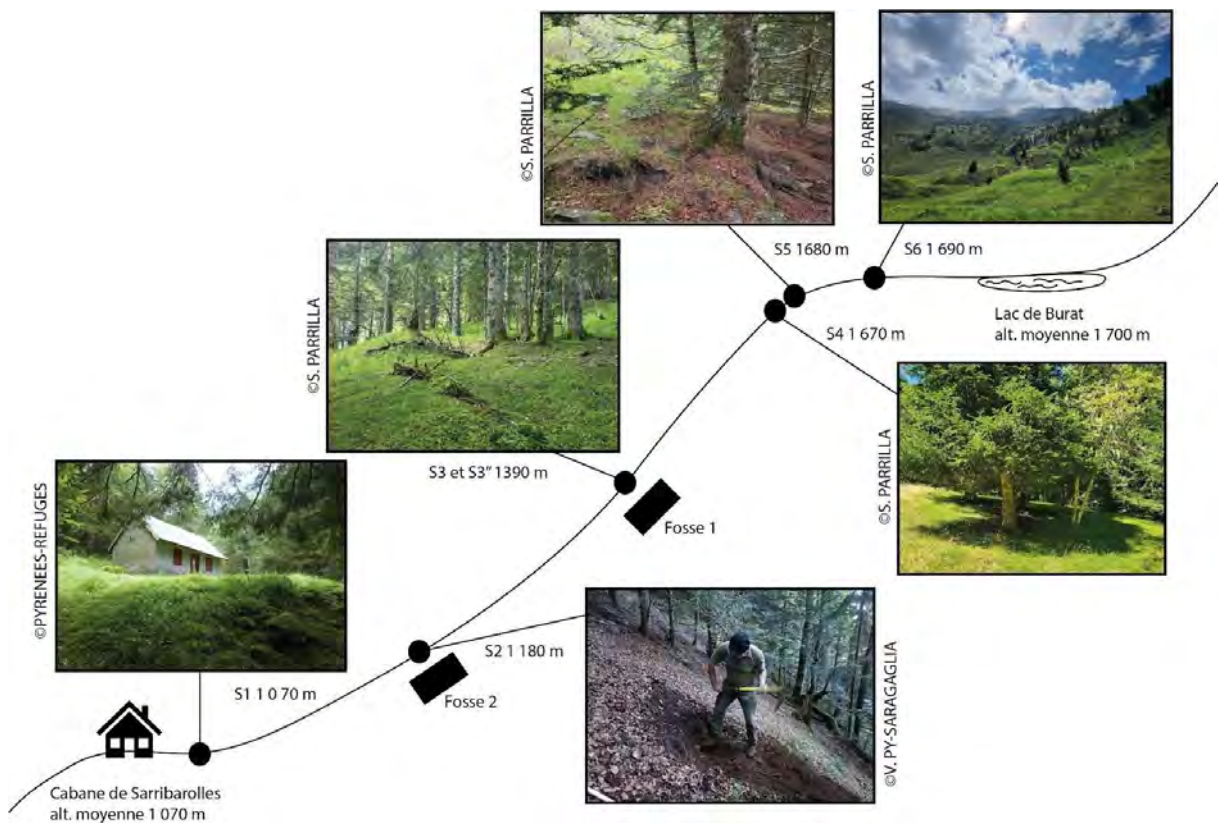 ©S. PARRILLA
©S. PARRILLA
S5 1680 m
S6 1 690 m
Lac de Burat
alt. moyenne 1 700 m
S4 1 670 m
©S. PARRILLA
©S. PARRILLA
S3 et S3" 1390 m
Fosse 1
©PYRENEES-REFUGES
S2 1 180 m
Fosse 2
©V. PY-SARAGAGLIA
S1 1 070 m
Cabane de Sarribarolles
alt. moyenne 1 070 m